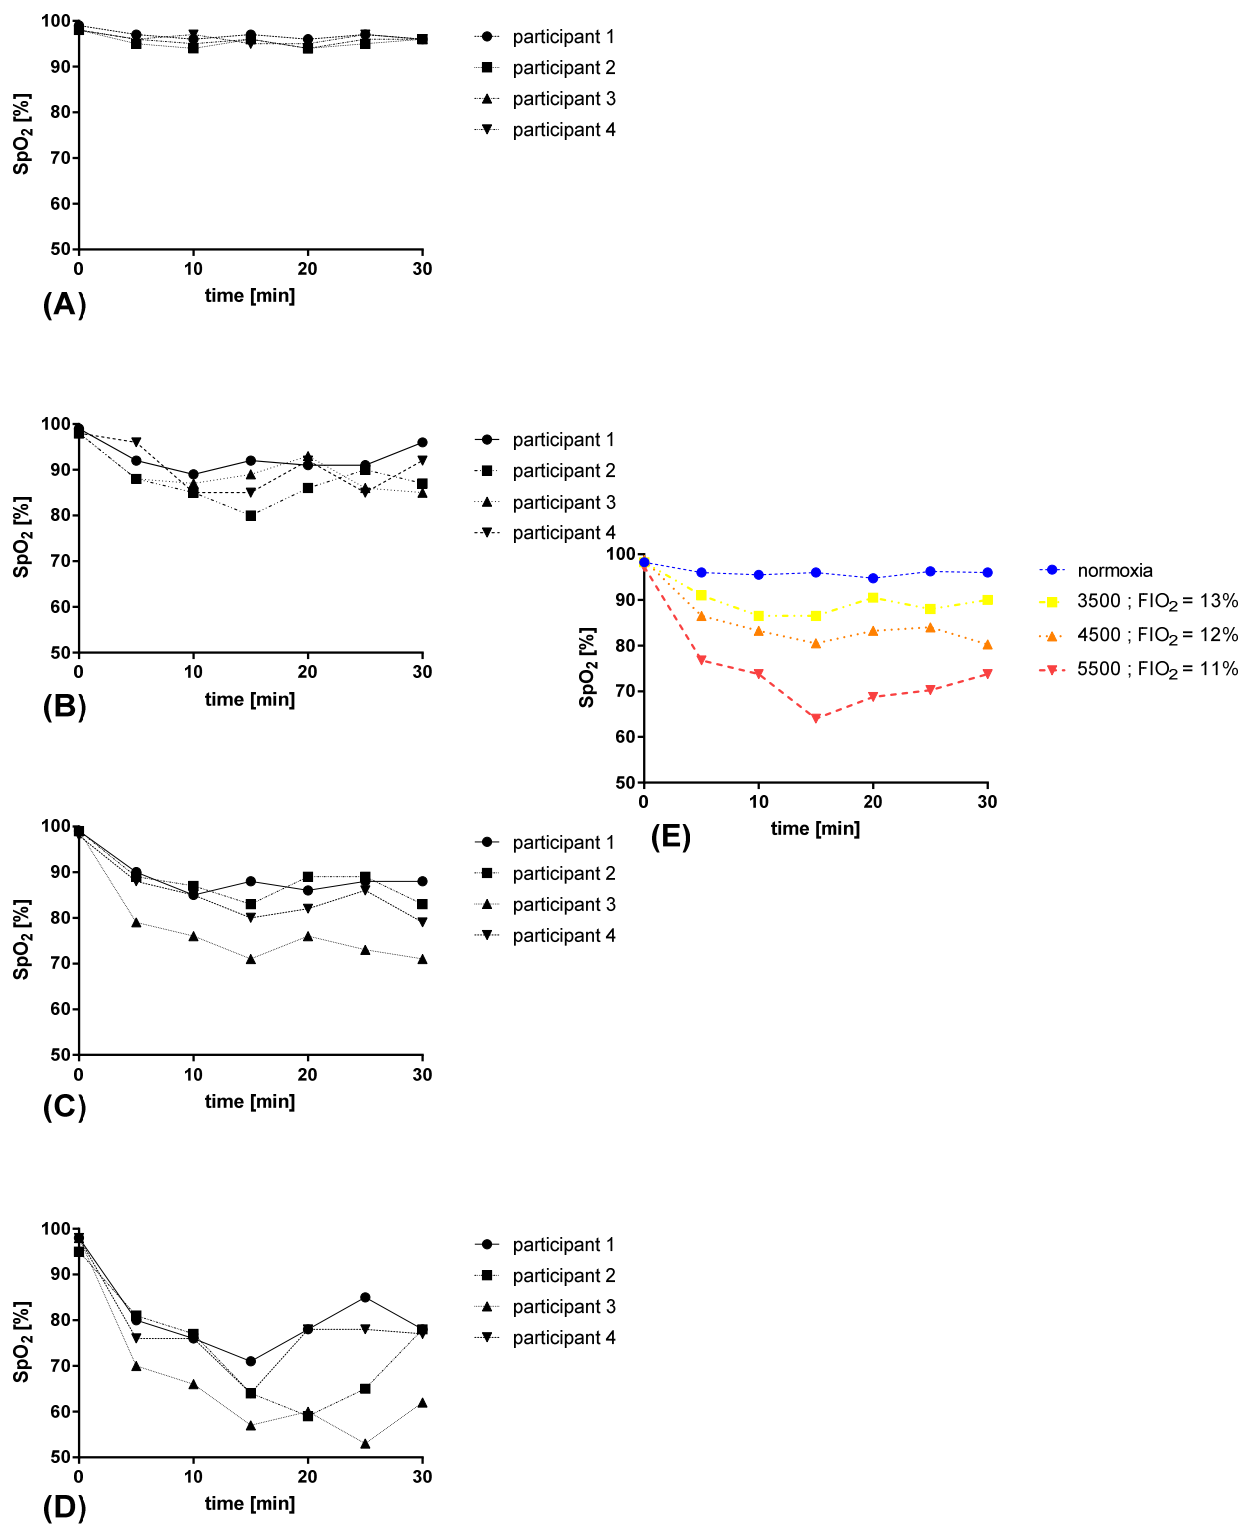 100
90
80
70
60
50
SpO2 [%]
0 10 20 30
time [min]
(A)
participant 1
participant 2
participant 3
participant 4
100
90
80
70
60
50
SpO2 [%]
0 10 20 30
time [min]
(B)
participant 1
participant 2
participant 3
participant 4
100
90
80
70
60
50
SpO2 [%]
0 10 20 30
time [min]
(E)
normoxia
3500 ; FIO2 = 13%
4500 ; FIO2 = 12%
5500 ; FIO2 = 11%
100
90
80
70
60
50
SpO2 [%]
0 10 20 30
time [min]
(C)
participant 1
participant 2
participant 3
participant 4
100
90
80
70
60
50
SpO2 [%]
0 10 20 30
time [min]
(D)
participant 1
participant 2
participant 3
participant 4